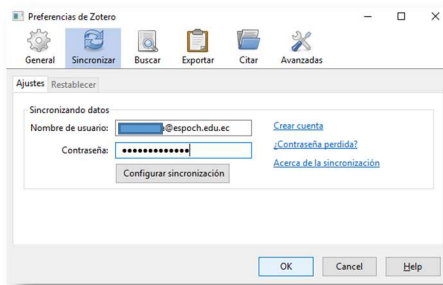 Preferencias de Zotero
General Sincronizar Buscar Exportar Citar Avanzadas
Ajustes Restablecer
Sincronizando datos
Nombre de usuario: @espoch.edu.ec Crear cuenta
Contraseña: ●●●●●●●●●●●●● ¿Contraseña perdida?
Configurar sincronización Acerca de la sincronización
OK Cancel Help